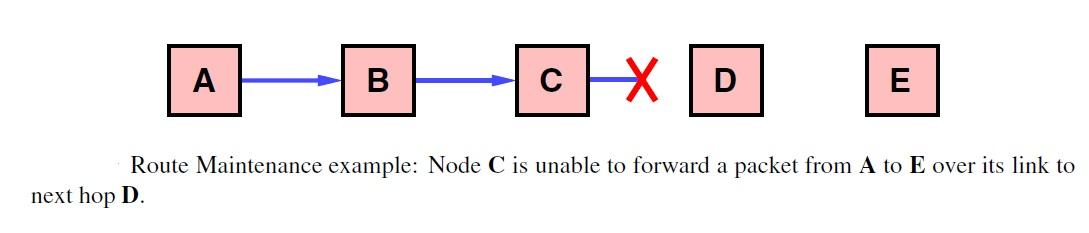 A B C D E
Route Maintenance example: Node C is unable to forward a packet from A to E over its link to
next hop D.